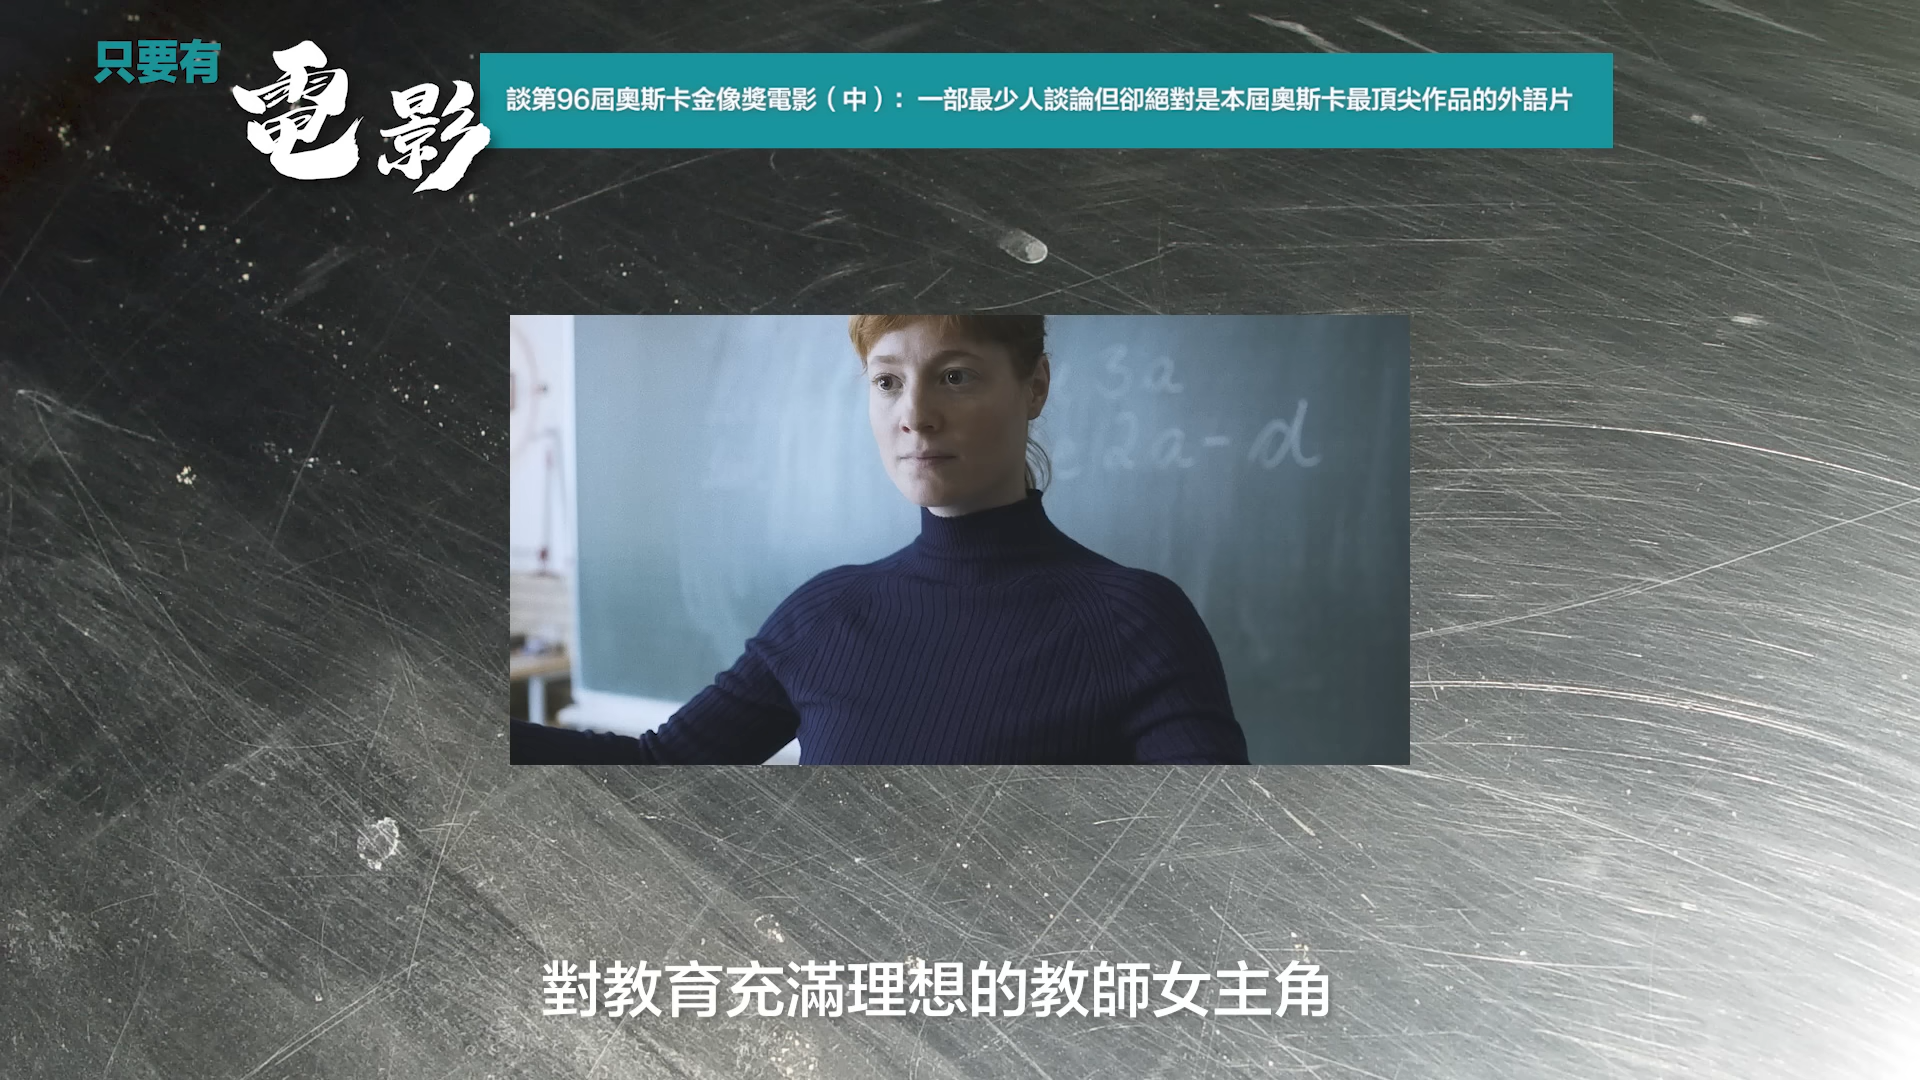 只要有
電影
談第96屆奧斯卡金像獎電影（中）：一部最少人談論但卻絕對是本屆奧斯卡最頂尖作品的外語片
3a
2a-d
對教育充滿理想的教師女主角